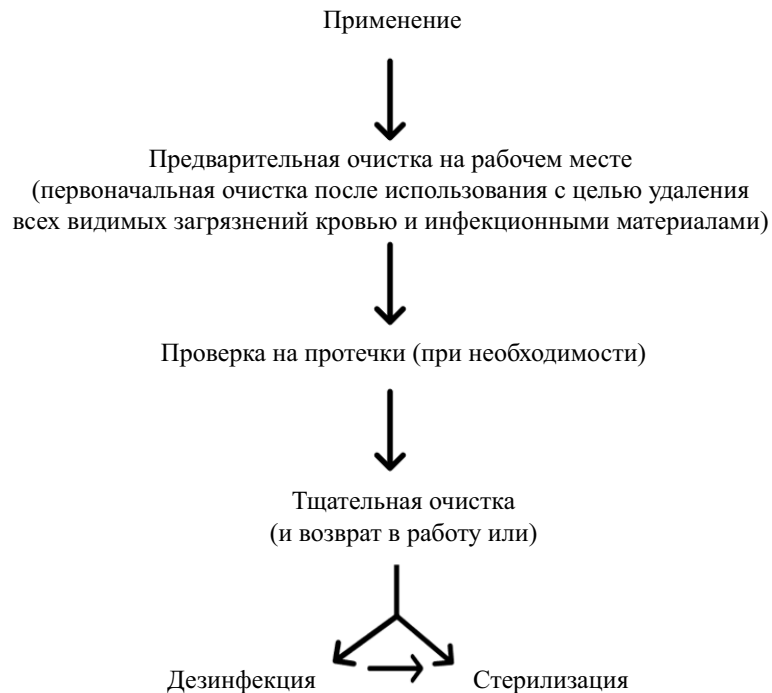 Применение
Предварительная очистка на рабочем месте
(первоначальная очистка после использования с целью удаления
всех видимых загрязнений кровью и инфекционными материалами)
Проверка на протечки (при необходимости)
Тщательная очистка
(и возврат в работу или)
Дезинфекция Стерилизация